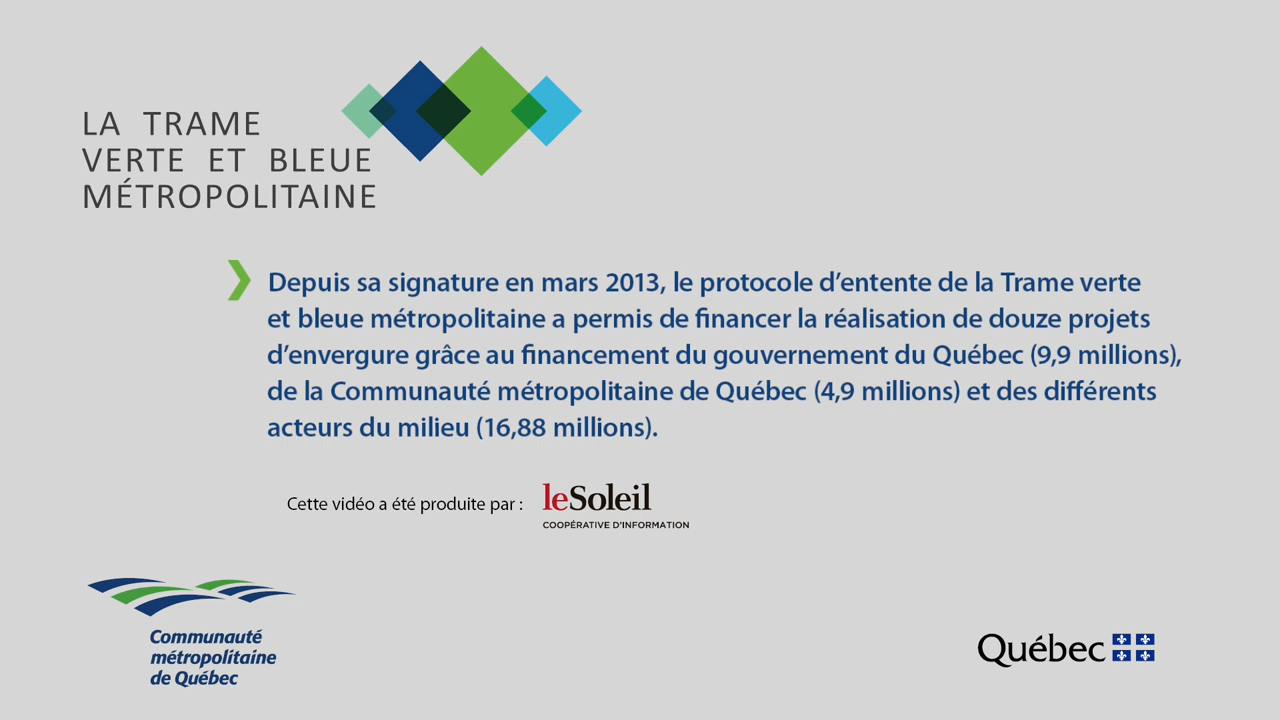 LA TRAME
VERTE ET BLEUE
MÉTROPOLITAINE
Depuis sa signature en mars 2013, le protocole d’entente de la Trame verte
et bleue métropolitaine a permis de financer la réalisation de douze projets
d’envergure grâce au financement du gouvernement du Québec (9,9 millions),
de la Communauté métropolitaine de Québec (4,9 millions) et des différents
acteurs du milieu (16,88 millions).
Cette vidéo a été produite par : leSoleil
COOPÉRATIVE D’INFORMATION
Communauté
métropolitaine
de Québec
Québec